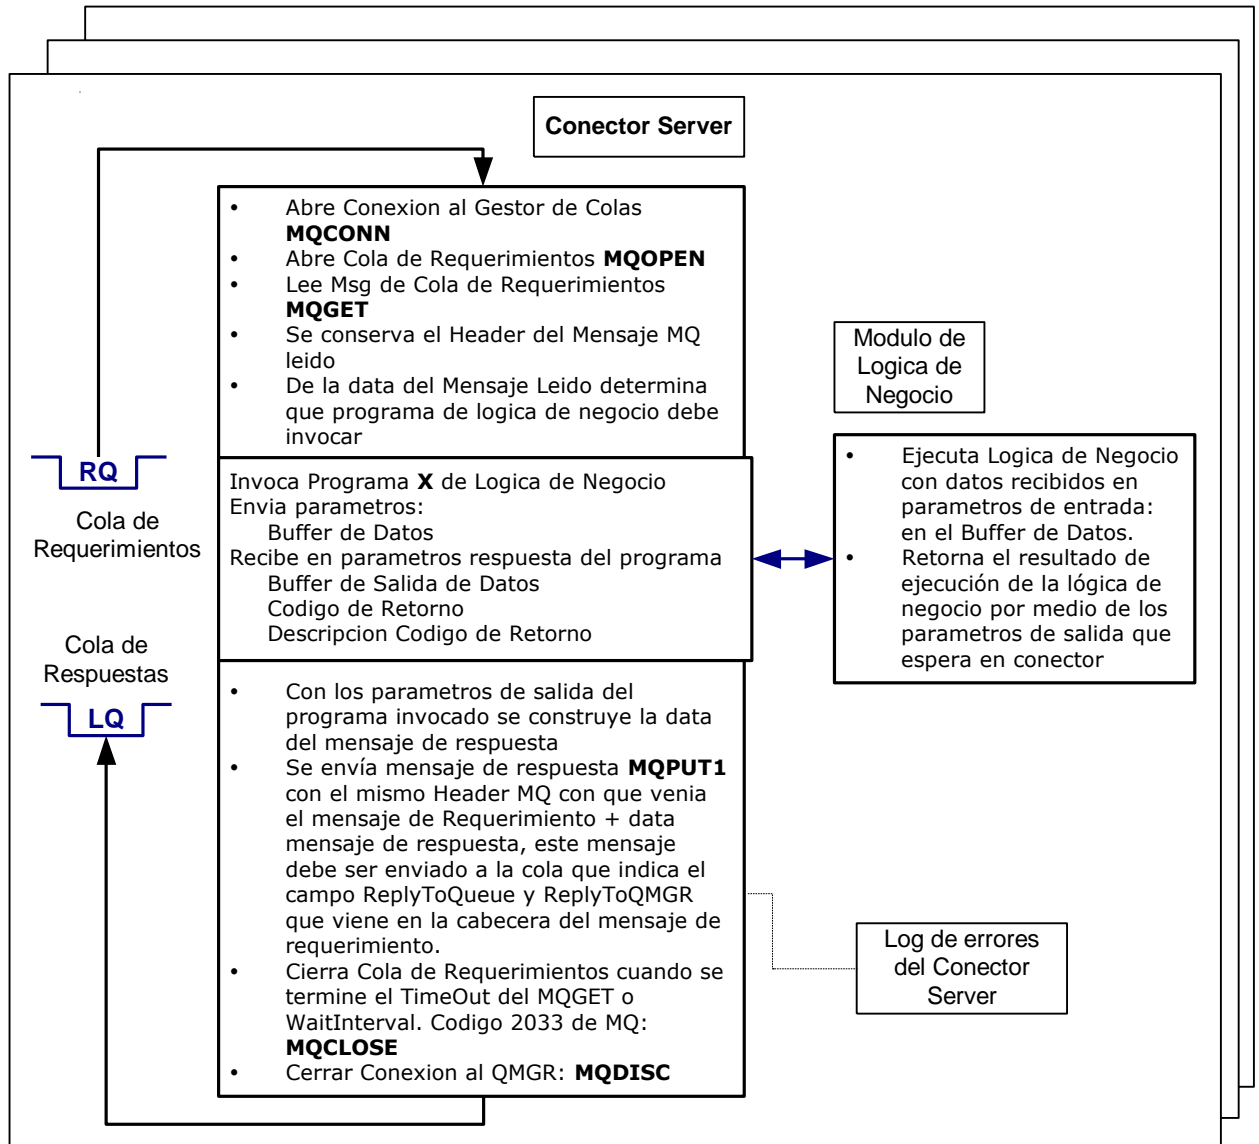 Conector Server
• Abre Conexion al Gestor de Colas
MQCONN
• Abre Cola de Requerimientos MQOPEN
• Lee Msg de Cola de Requerimientos
MQGET
• Se conserva el Header del Mensaje MQ
leido
• De la data del Mensaje Leido determina
que programa de logica de negocio debe
invocar
RQ
Cola de
Requerimientos
Invoca Programa X de Logica de Negocio
Envia parametros:
Buffer de Datos
Recibe en parametros respuesta del programa
Buffer de Salida de Datos
Codigo de Retorno
Descripcion Codigo de Retorno
Modulo de
Logica de
Negocio
• Ejecuta Logica de Negocio
con datos recibidos en
parametros de entrada:
en el Buffer de Datos.
• Retorna el resultado de
ejecución de la lógica de
negocio por medio de los
parametros de salida que
espera en conector
Cola de
Respuestas
LQ
• Con los parametros de salida del
programa invocado se construye la data
del mensaje de respuesta
• Se envía mensaje de respuesta MQPUT1
con el mismo Header MQ con que venia
el mensaje de Requerimiento + data
mensaje de respuesta, este mensaje
debe ser enviado a la cola que indica el
campo ReplyToQueue y ReplyToQMGR
que viene en la cabecera del mensaje de
requerimiento.
• Cierra Cola de Requerimientos cuando se
termine el TimeOut del MQGET o
WaitInterval. Codigo 2033 de MQ:
MQCLOSE
• Cerrar Conexion al QMGR: MQDISC
Log de errores
del Conector
Server